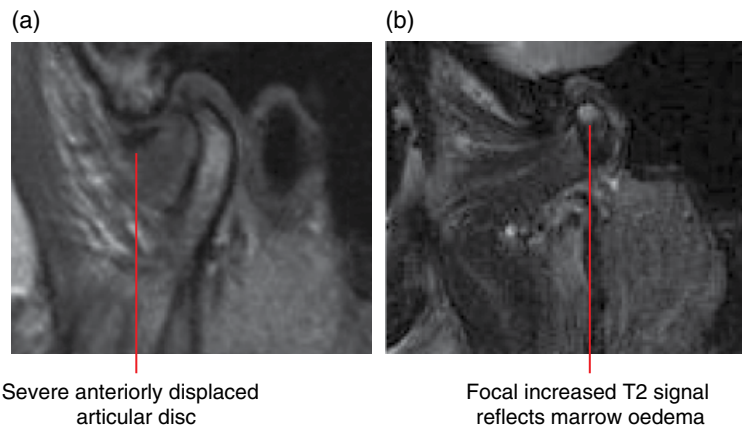 (a)
(b)
Severe anteriorly displaced
articular disc
Focal increased T2 signal
reflects marrow oedema